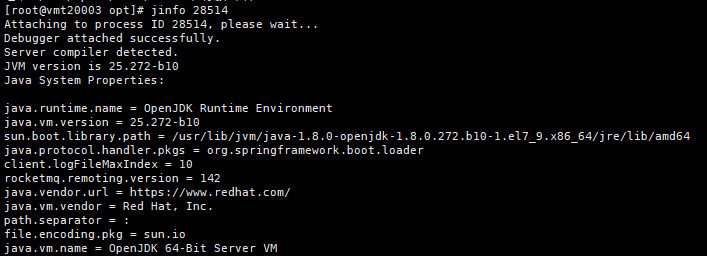 [root@vmt20003 opt]# jinfo 28514
Attaching to process ID 28514, please wait...
Debugger attached successfully.
Server compiler detected.
JVM version is 25.272-b10
Java System Properties:

java.runtime.name = OpenJDK Runtime Environment
java.vm.version = 25.272-b10
sun.boot.library.path = /usr/lib/jvm/java-1.8.0-openjdk-1.8.0.272.b10-1.el7_9.x86_64/jre/lib/amd64
java.protocol.handler.pkgs = org.springframework.boot.loader
client.logFileMaxIndex = 10
rocketmq.remoting.version = 142
java.vendor.url = https://www.redhat.com/
java.vm.vendor = Red Hat, Inc.
path.separator = :
file.encoding.pkg = sun.io
java.vm.name = OpenJDK 64-Bit Server VM